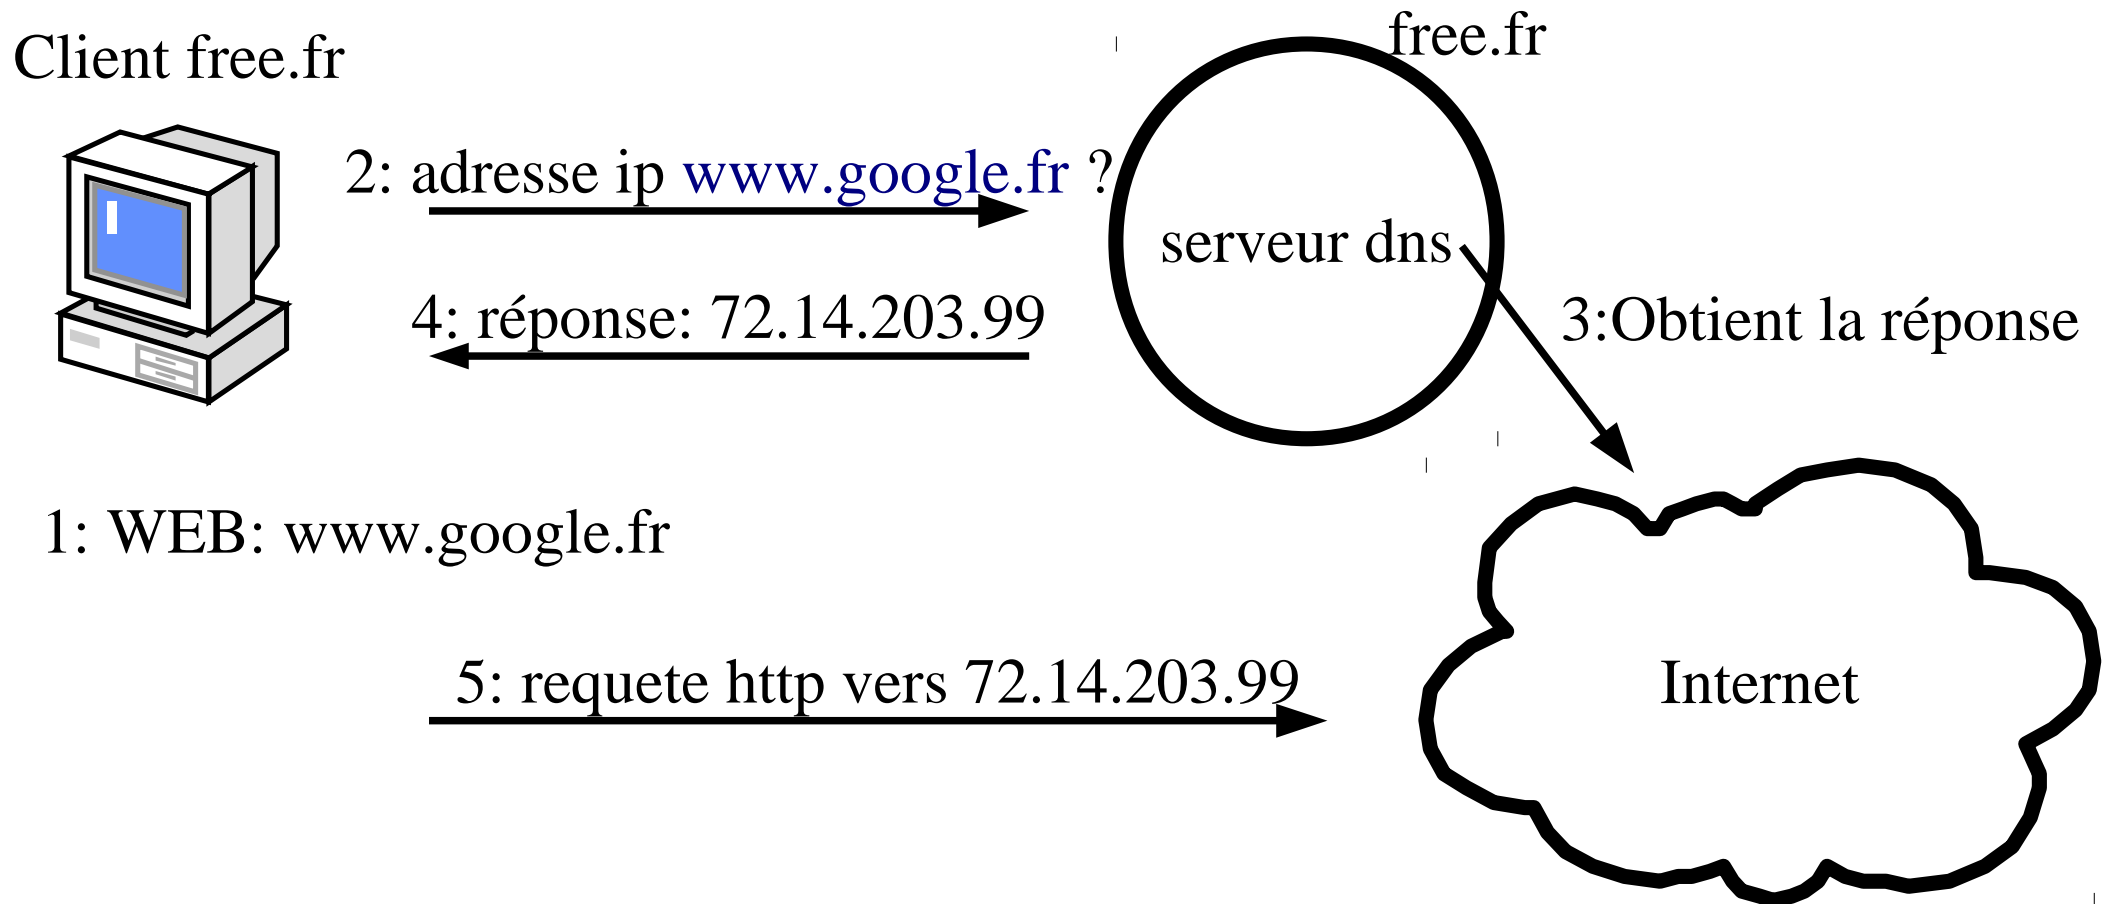 Client free.fr
free.fr
2: adresse ip www.google.fr ?
serveur dns
4: réponse: 72.14.203.99
3:Obtient la réponse
1: WEB: www.google.fr
5: requete http vers 72.14.203.99
Internet